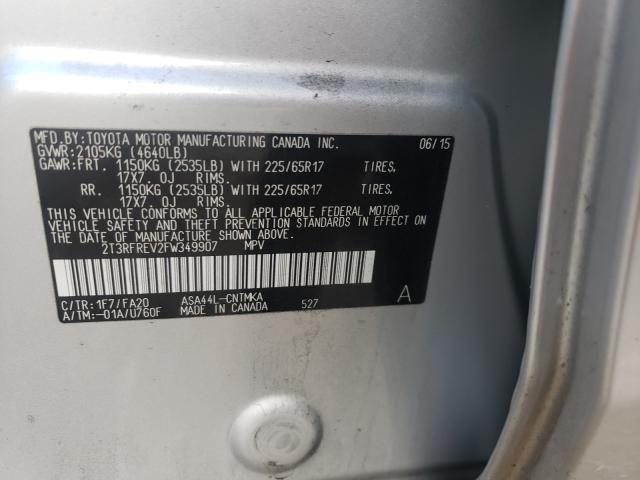 MFD.BY:TOYOTA MOTOR MANUFACTURING CANADA INC. 06/15
GVWR:2105KG (4640LB)
GAWR:FRT. 1150KG (2535LB) WITH 225/65R17 TIRES,
17X7. 0J RIMS.
RR. 1150KG (2535LB) WITH 225/65R17 TIRES,
17X7. 0J RIMS.
THIS VEHICLE CONFORMS TO ALL APPLICABLE FEDERAL MOTOR
VEHICLE SAFETY AND THEFT PREVENTION STANDARDS IN EFFECT ON
THE DATE OF MANUFACTURE SHOWN ABOVE.
2T3RFREV2FW349907 MPV
C/TR:1F7/FA20 ASA44L-CNTMKA 527 A
A/TM:-01A/U760F MADE IN CANADA